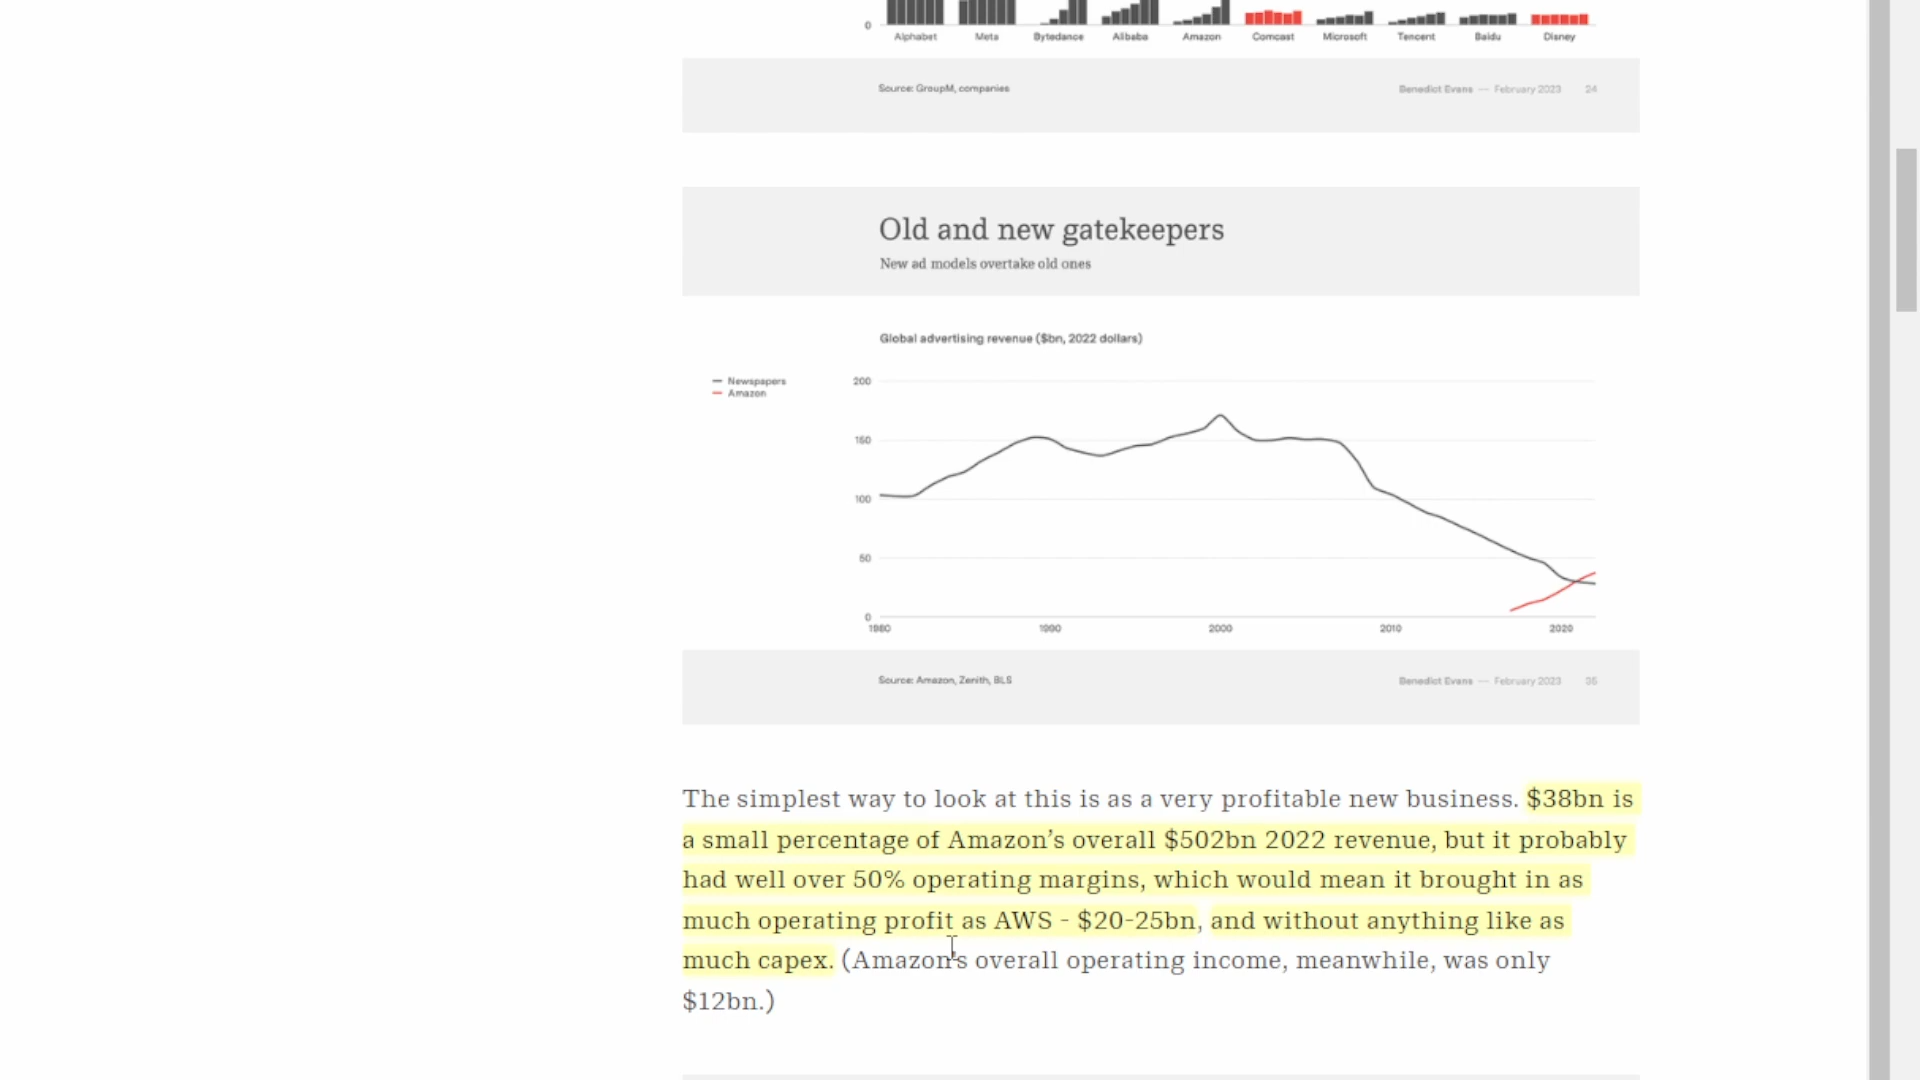 0
Alphabet Meta Bytedance Alibaba Amazon Comcast Microsoft Tencent Baidu Disney
Source: GroupM, companies
Benedict Evans — February 2023 24
Old and new gatekeepers
New ad models overtake old ones
Global advertising revenue ($bn, 2022 dollars)
Newspapers
Amazon
200
150
100
50
0
1980 1990 2000 2010 2020
Source: Amazon, Zenith, BLS
Benedict Evans — February 2023 35
The simplest way to look at this is as a very profitable new business. $38bn is
a small percentage of Amazon’s overall $502bn 2022 revenue, but it probably
had well over 50% operating margins, which would mean it brought in as
much operating profit as AWS - $20-25bn, and without anything like as
much capex. (Amazon’s overall operating income, meanwhile, was only
$12bn.)